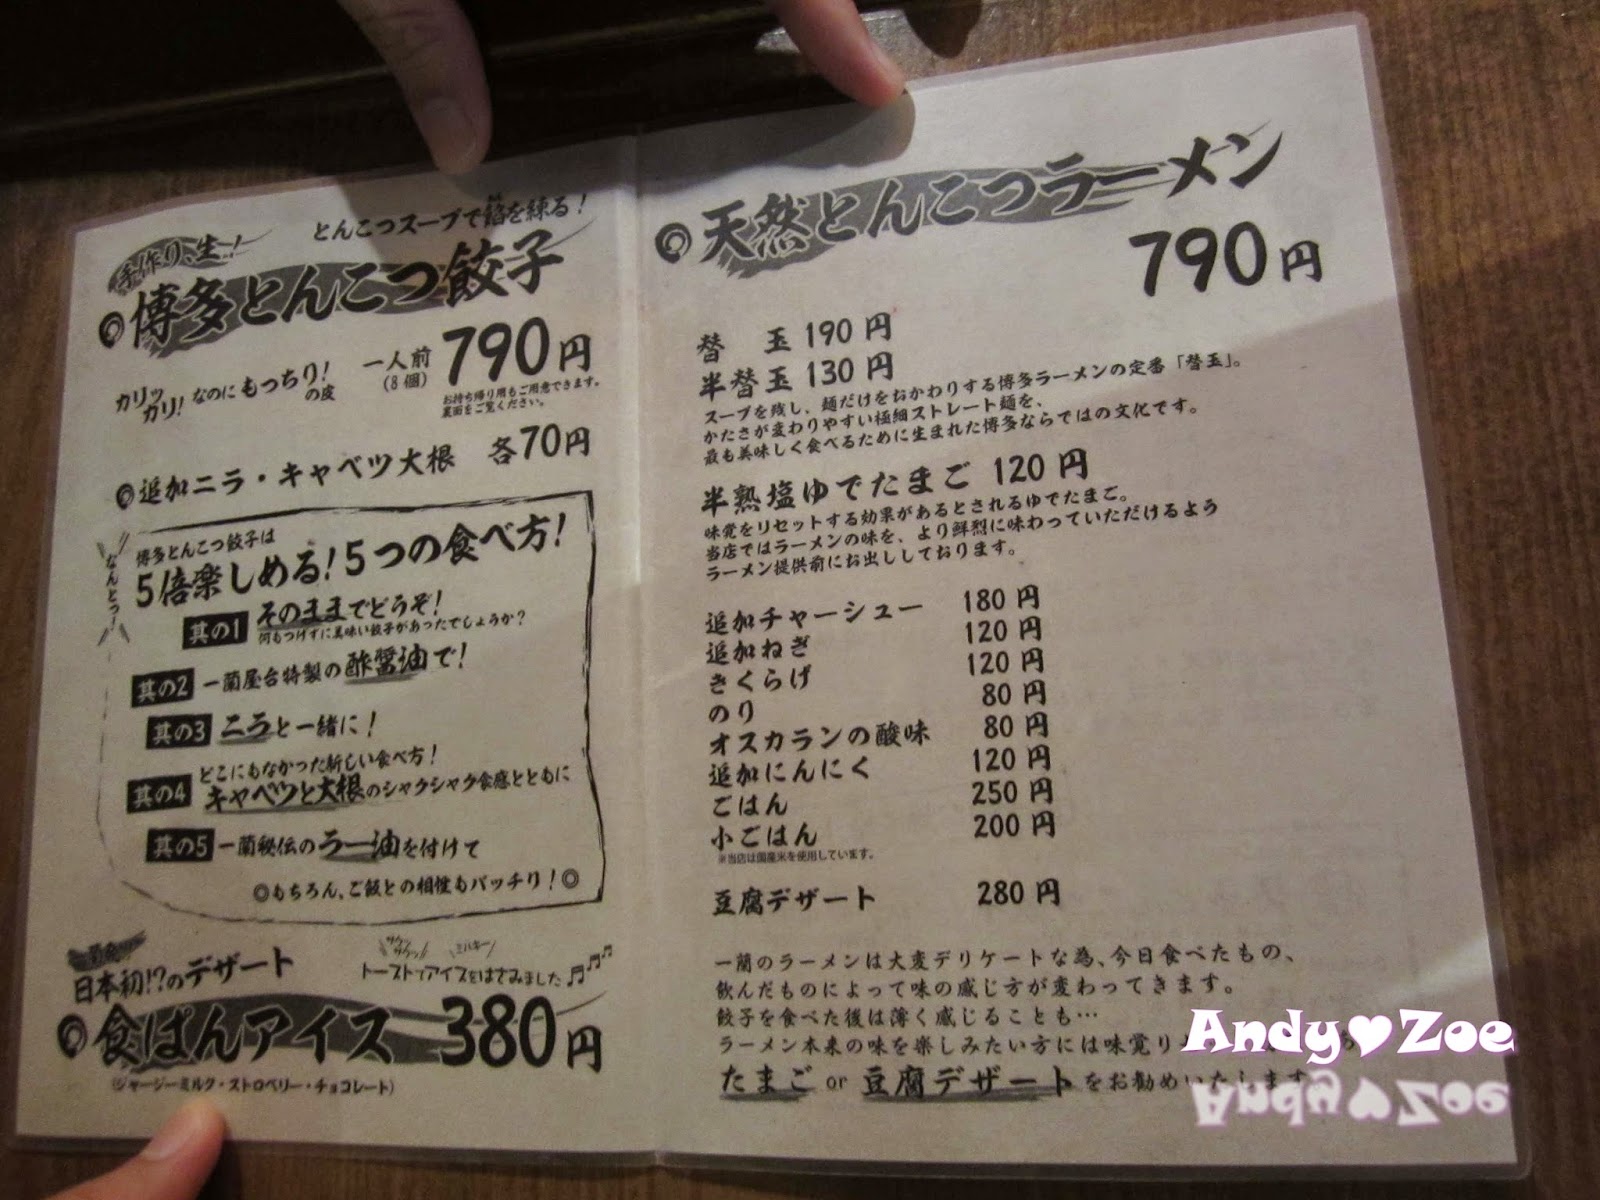 とんこつスープで餡を練る！
手作り、生！
◎博多とんこつ餃子
カリッカリ！なのにもっちり！の皮
一人前(8個) 790円
お持ち帰り用もご用意できます。
裏面をご覧ください。
◎追加ニラ・キャベツ大根 各70円
なんとっ！
博多とんこつ餃子は
5倍楽しめる！5つの食べ方！
其の1 そのままでどうぞ！
何もつけずに美味い餃子があったでしょうか？
其の2 一蘭屋台特製の酢醤油で！
其の3 ニラと一緒に！
どこにもなかった新しい食べ方！
其の4 キャベツと大根のシャクシャク食感とともに
其の5 一蘭秘伝のラー油を付けて
◎もちろん、ご飯との相性もバッチリ！◎
日本初!?のデザート
サクッサクッ！ ミルキー
トーストでアイスをはさみました♬♬♬
◎食ぱんアイス 380円
(ジャージーミルク・ストロベリー・チョコレート)
◎天然とんこつラーメン
790円
替 玉 190円
半替玉 130円
スープを残し、麺だけをおかわりする博多ラーメンの定番「替玉」。
かたさが変わりやすい極細ストレート麺を、
最も美味しく食べるために生まれた博多ならではの文化です。
半熟塩ゆでたまご 120円
味覚をリセットする効果があるとされるゆでたまご。
当店ではラーメンの味を、より鮮烈に味わっていただけるよう
ラーメン提供前にお出ししております。
追加チャーシュー 180円
追加ねぎ 120円
きくらげ 120円
のり 80円
オスカランの酸味 80円
追加にんにく 120円
ごはん 250円
小ごはん 200円
※当店は国産米を使用しています。
豆腐デザート 280円
一蘭のラーメンは大変デリケートな為、今日食べたもの、
飲んだものによって味の感じ方が変わってきます。
餃子を食べた後は薄く感じることも…
ラーメン本来の味を楽しみたい方には味覚り
たまご or 豆腐デザートをお勧めいたします
Andy♥Zoe